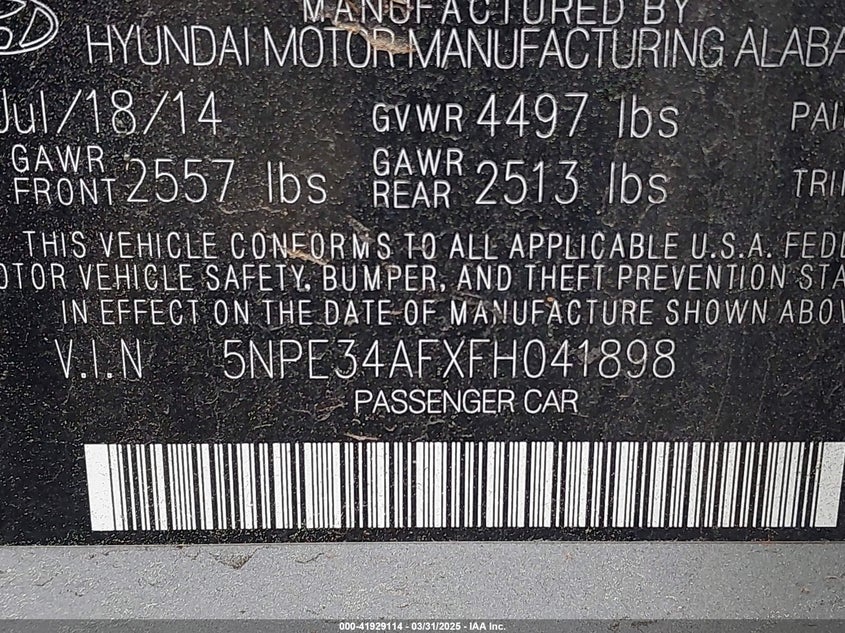 MANUFACTURED BY
HYUNDAI MOTOR MANUFACTURING ALABA
Jul/18/14 GVWR 4497 lbs PAI
GAWR FRONT 2557 lbs GAWR REAR 2513 lbs TRI
THIS VEHICLE CONFORMS TO ALL APPLICABLE U.S.A. FEDE
OTOR VEHICLE SAFETY, BUMPER, AND THEFT PREVENTION STA
IN EFFECT ON THE DATE OF MANUFACTURE SHOWN ABOV
V.I.N 5NPE34AFXFH041898
PASSENGER CAR
000-41929114 - 03/31/2025 - IAA Inc.